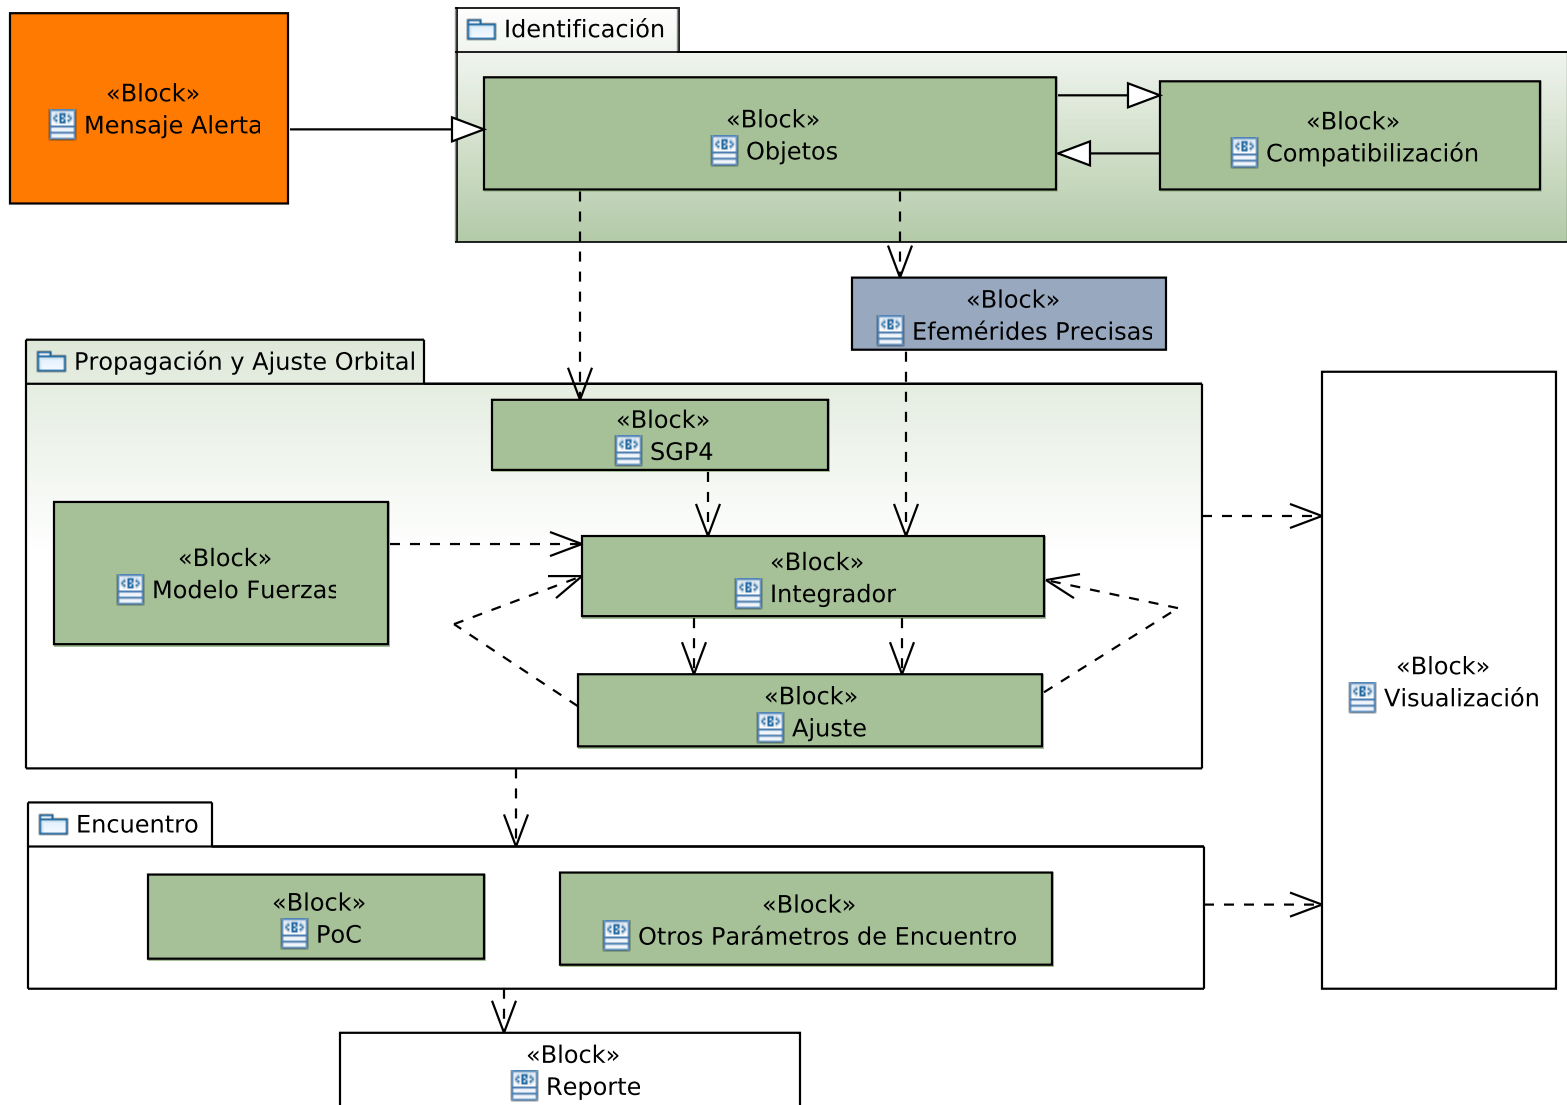 Identificación
«Block»
Mensaje Alerta
«Block»
Objetos
«Block»
Compatibilización
«Block»
Efemérides Precisas
Propagación y Ajuste Orbital
«Block»
SGP4
«Block»
Modelo Fuerzas
«Block»
Integrador
«Block»
Ajuste
«Block»
Visualización
Encuentro
«Block»
PoC
«Block»
Otros Parámetros de Encuentro
«Block»
Reporte